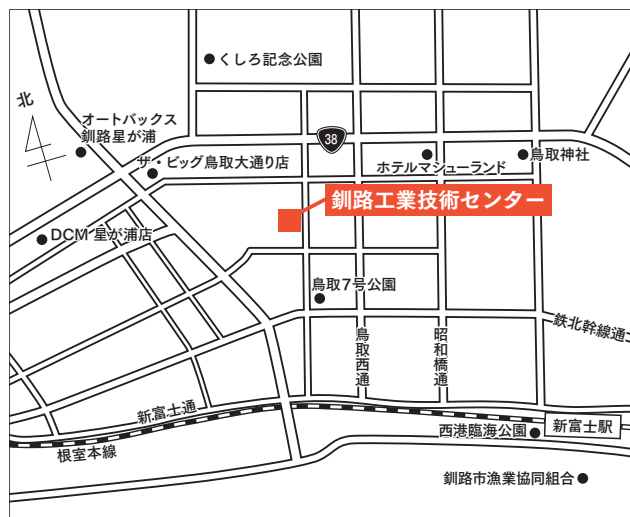 くしろ記念公園
北
オートバックス
釧路星が浦
38
ザ・ビッグ鳥取大通り店
ホテルマシューランド
鳥取神社
釧路工業技術センター
DCM 星が浦店
鳥取7号公園
鉄北幹線通
鳥取西通
昭和橋通
新富士通
根室本線
西港臨海公園
新富士駅
釧路市漁業協同組合